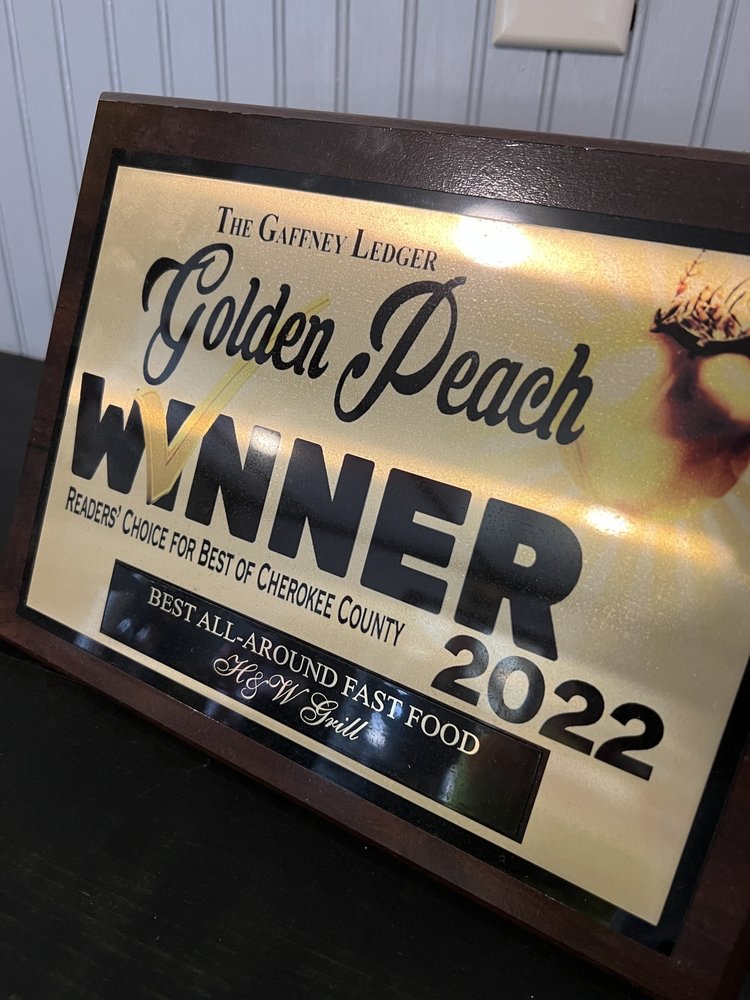 THE GAFFNEY LEDGER
Golden Peach
WINNER
READERS' CHOICE FOR BEST OF CHEROKEE COUNTY
2022
BEST ALL-AROUND FAST FOOD
H&W Grill